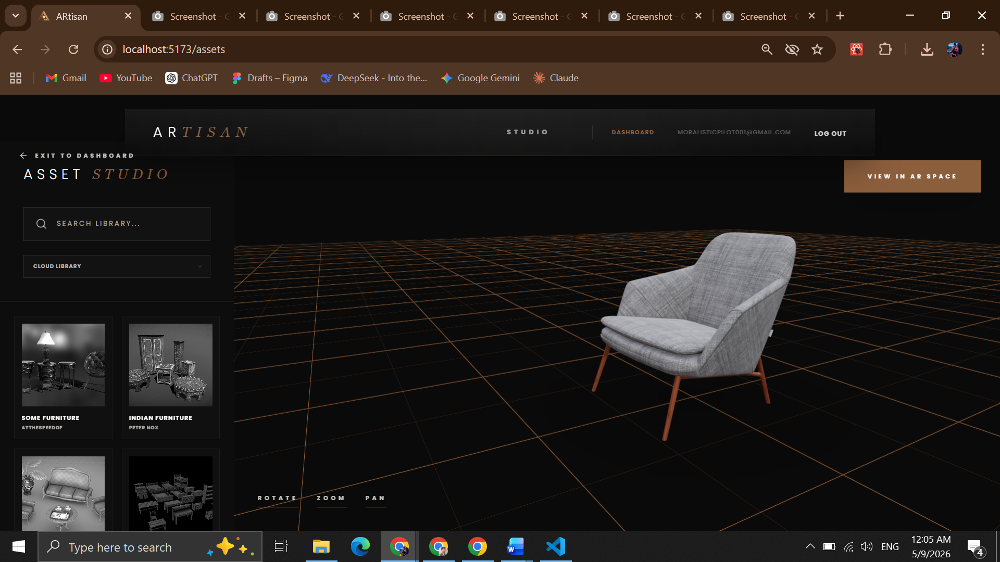 ARtisan
Screenshot -
Screenshot -
Screenshot -
Screenshot -
Screenshot -
Screenshot -
localhost:5173/assets
Gmail
YouTube
ChatGPT
Drafts – Figma
DeepSeek - Into the...
Google Gemini
Claude
ARTISAN
STUDIO
DASHBOARD
MORALISTICPILOT001@GMAIL.COM
LOG OUT
EXIT TO DASHBOARD
ASSET STUDIO
VIEW IN AR SPACE
SEARCH LIBRARY...
CLOUD LIBRARY
SOME FURNITURE
ATTHESPEEDOF
INDIAN FURNITURE
PETER NOX
ROTATE
ZOOM
PAN
Type here to search
ENG
12:05 AM
5/9/2026
4